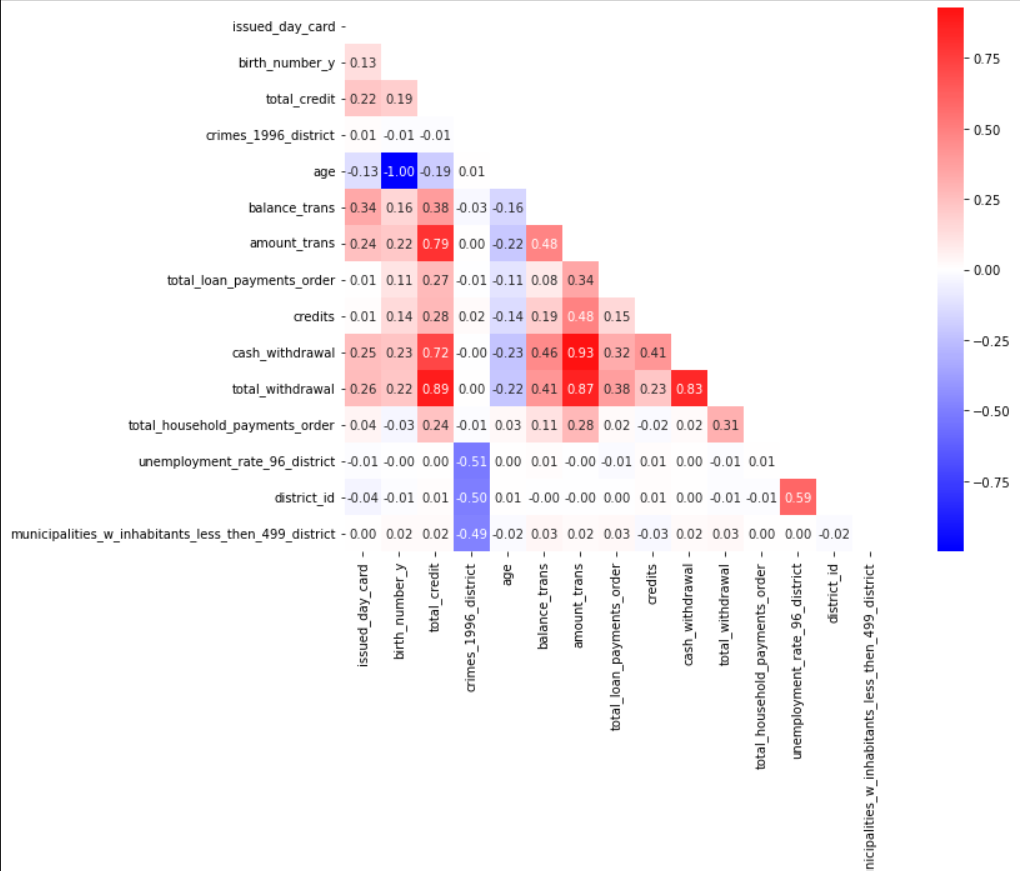 issued_day_card
birth_number_y 0.13
total_credit 0.22 0.19
crimes_1996_district 0.01 -0.01 -0.01
age -0.13 -1.00 -0.19 0.01
balance_trans 0.34 0.16 0.38 -0.03 -0.16
amount_trans 0.24 0.22 0.79 0.00 -0.22 0.48
total_loan_payments_order 0.01 0.11 0.27 -0.01 -0.11 0.08 0.34
credits 0.01 0.14 0.28 0.02 -0.14 0.19 0.48 0.15
cash_withdrawal 0.25 0.23 0.72 -0.00 -0.23 0.46 0.93 0.32 0.41
total_withdrawal 0.26 0.22 0.89 0.00 -0.22 0.41 0.87 0.38 0.23 0.83
total_household_payments_order 0.04 -0.03 0.24 -0.01 0.03 0.11 0.28 0.02 -0.02 0.02 0.31
unemployment_rate_96_district -0.01 -0.00 0.00 -0.51 0.00 0.01 -0.00 -0.01 0.01 0.00 -0.01 0.01
district_id -0.04 -0.01 0.01 -0.50 0.01 -0.00 -0.00 0.00 0.01 0.00 -0.01 -0.01 0.59
municipalities_w_inhabitants_less_then_499_district 0.00 0.02 0.02 -0.49 -0.02 0.03 0.02 0.03 -0.03 0.02 0.03 0.00 0.00 -0.02
issued_day_card
birth_number_y
total_credit
crimes_1996_district
age
balance_trans
amount_trans
total_loan_payments_order
credits
cash_withdrawal
total_withdrawal
total_household_payments_order
unemployment_rate_96_district
district_id
nicipalities_w_inhabitants_less_then_499_district
0.75
0.50
0.25
0.00
−0.25
−0.50
−0.75